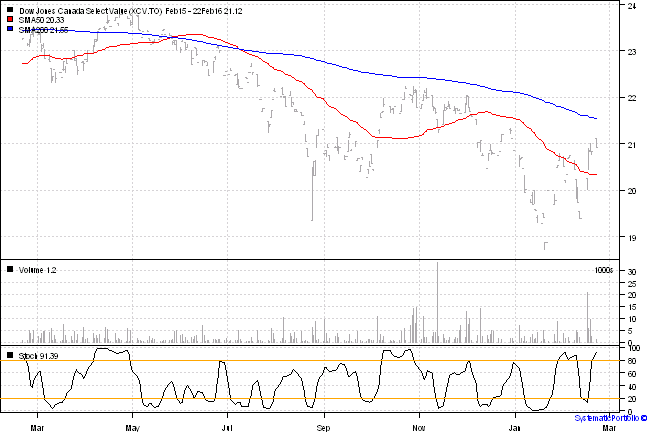 Dow Jones Canada Select Value (XCV.TO) Feb15 - 22Feb16 21.12
SMA50 20.33
SMA200 21.55
24
23
22
21
20
19
Volume 1.2
1000s
30
25
20
15
10
5
0
Stoch 91.39
100
80
60
40
20
0
Mar May Jul Sep Nov Jan Mar
Systematic Portfolio ©